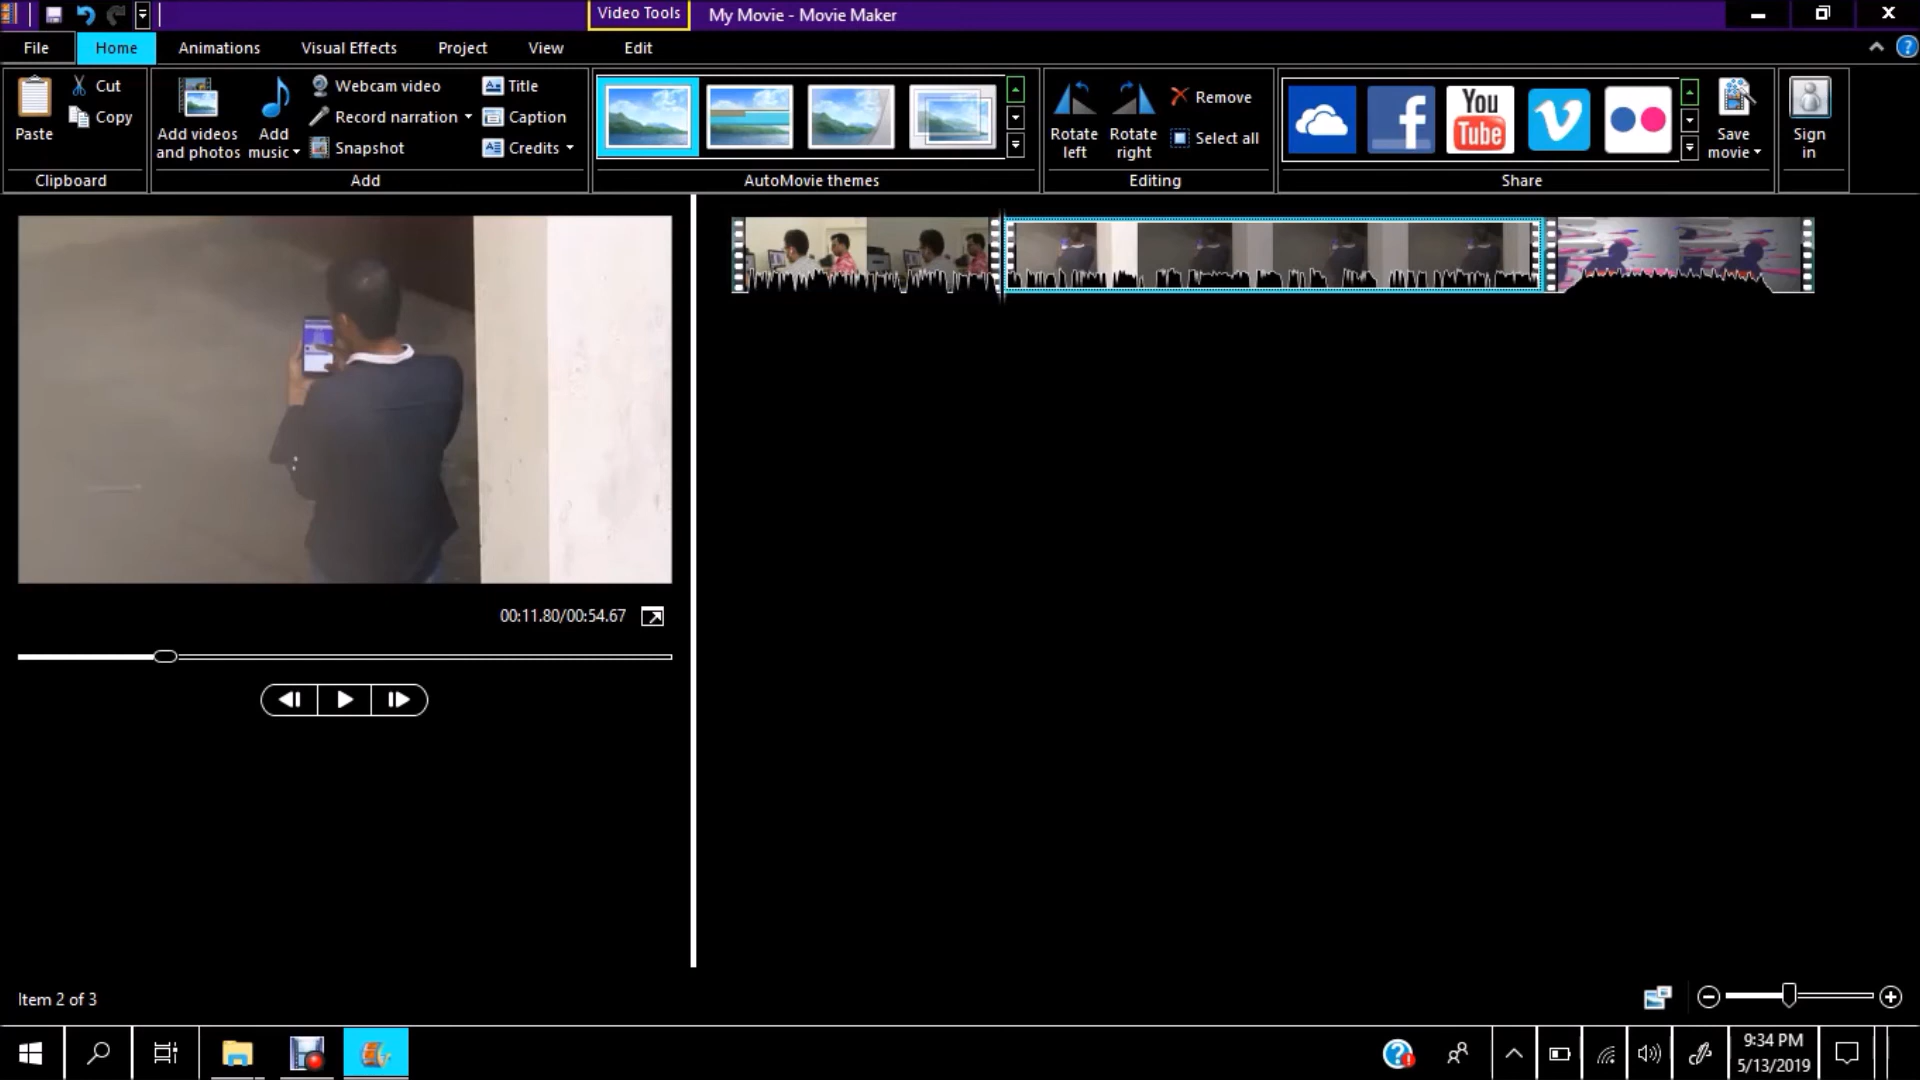 Video Tools
My Movie - Movie Maker
File
Home
Animations
Visual Effects
Project
View
Edit
Paste
Cut
Copy
Clipboard
Add videos
and photos
Add
music
Webcam video
Record narration
Snapshot
Title
Caption
Credits
Add
AutoMovie themes
Rotate
left
Rotate
right
Remove
Select all
Editing
f
You
Tube
Share
Save
movie
Sign
in
00:11.80/00:54.67
Item 2 of 3
9:34 PM
5/13/2019